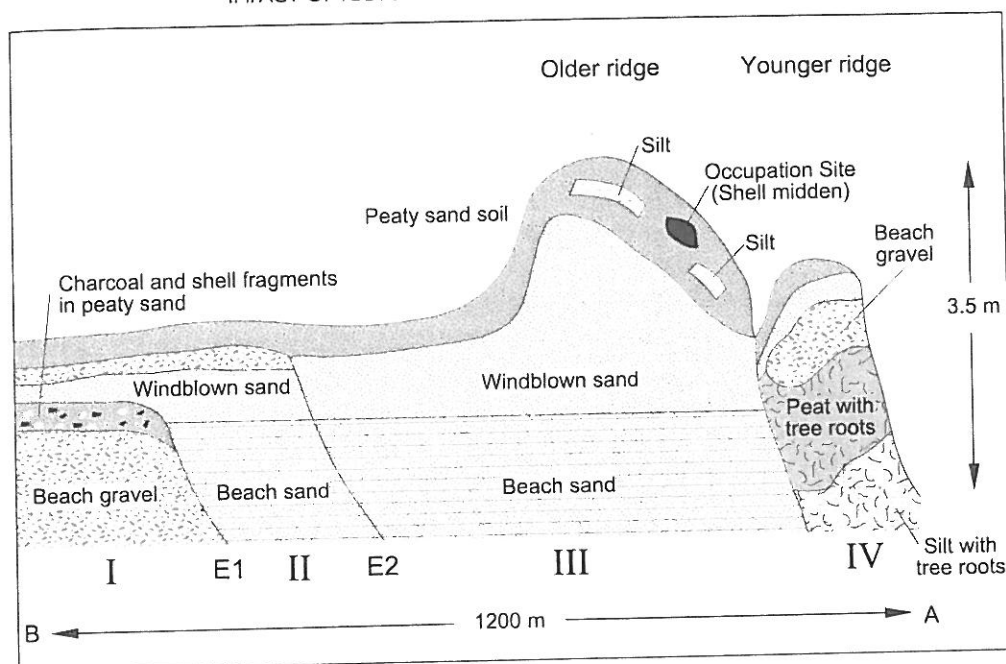 Older ridge
Younger ridge
Silt
Occupation Site
(Shell midden)
Peaty sand soil
Silt
Beach
gravel
Charcoal and shell fragments
in peaty sand
3.5 m
Windblown sand
Windblown sand
Peat with
tree roots
Beach gravel
Beach sand
Beach sand
Silt with
tree roots
I
E1
II
E2
III
IV
B
1200 m
A